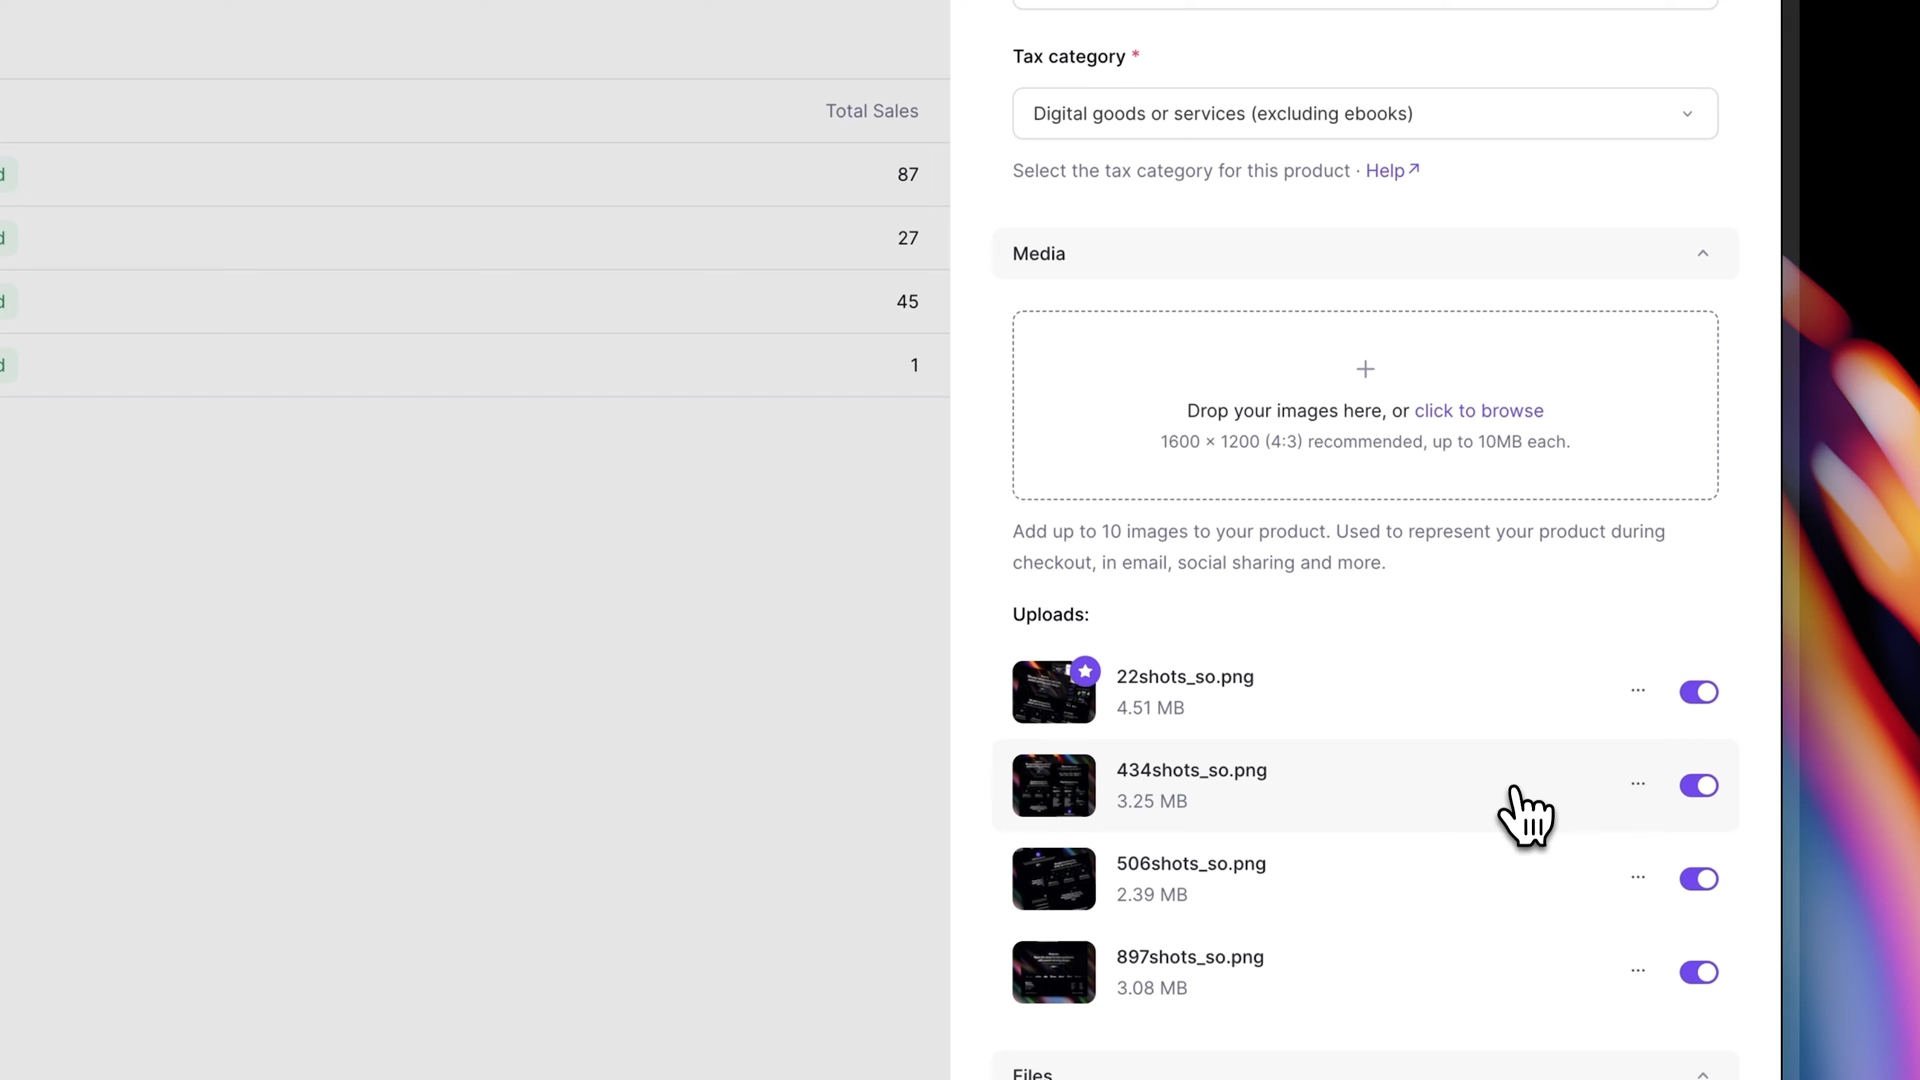 Total Sales
d
87
d
27
d
45
d
1
Tax category *
Digital goods or services (excluding ebooks)
Select the tax category for this product · Help↗
Media
Drop your images here, or click to browse
1600 × 1200 (4:3) recommended, up to 10MB each.
Add up to 10 images to your product. Used to represent your product during
checkout, in email, social sharing and more.
Uploads:
22shots_so.png
4.51 MB
434shots_so.png
3.25 MB
506shots_so.png
2.39 MB
897shots_so.png
3.08 MB
Files